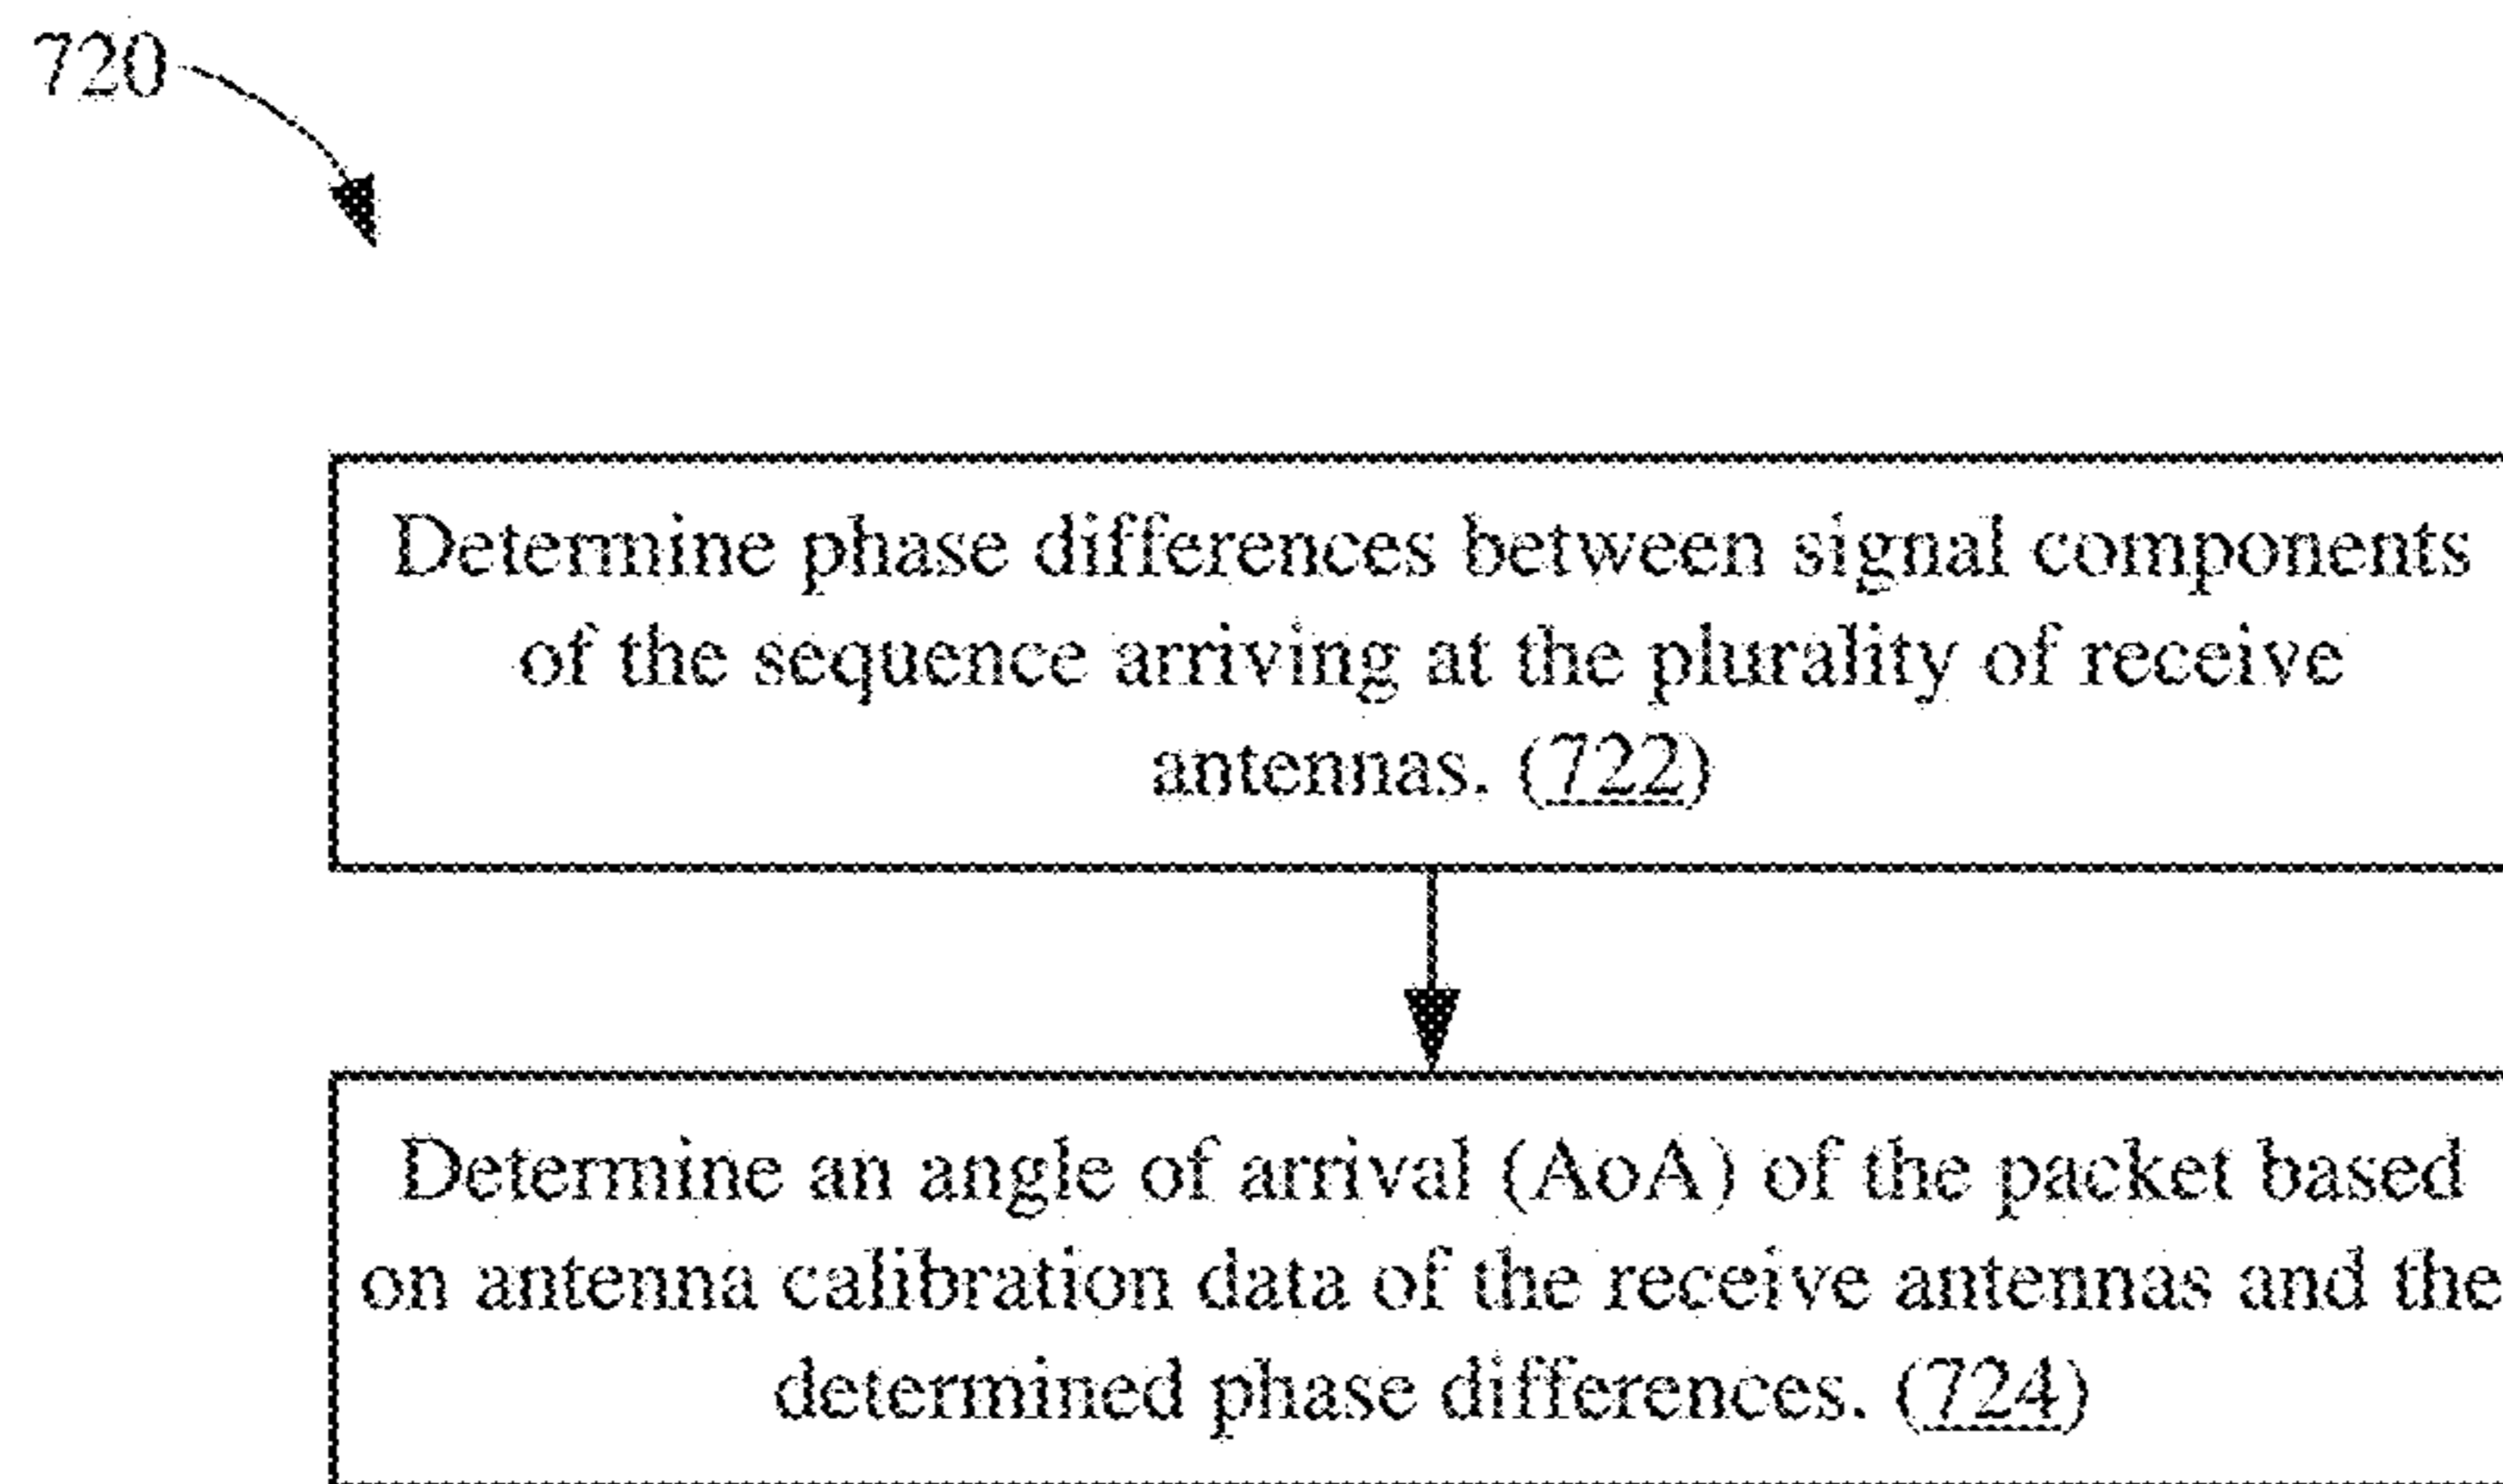 720
Determine phase differences between signal components
of the sequence arriving at the plurality of receive
antennas. (722)
Determine an angle of arrival (AoA) of the packet based
on antenna calibration data of the receive antennas and the
determined phase differences. (724)